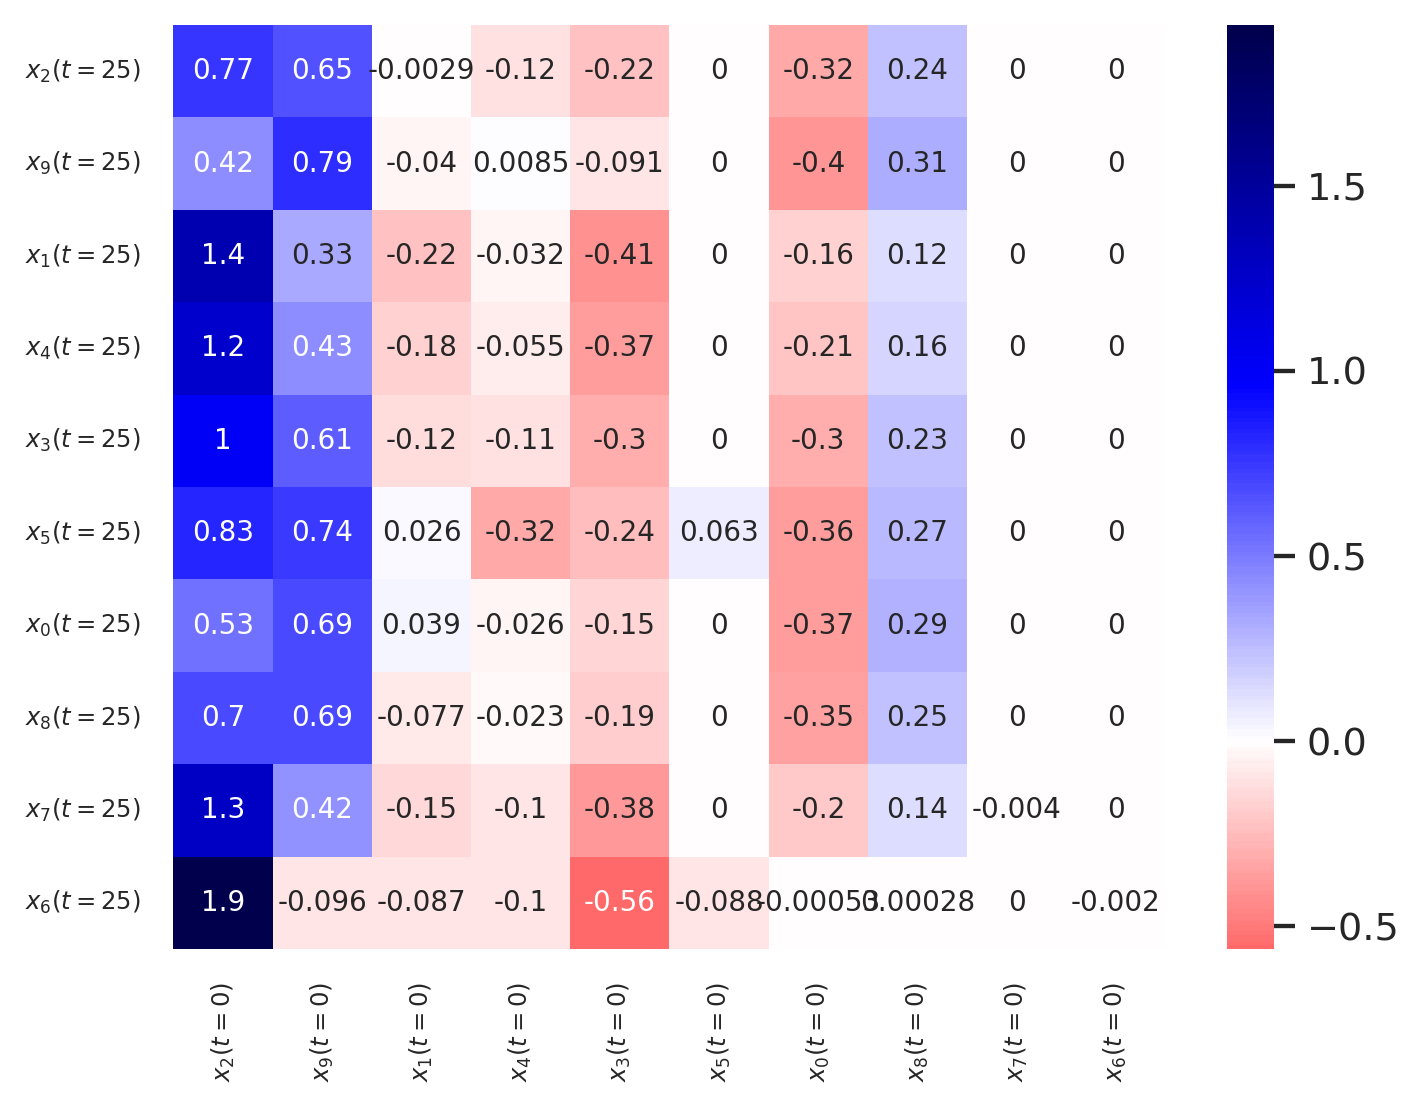 x₂(t = 25) 0.77 0.65 -0.0029 -0.12 -0.22 0 -0.32 0.24 0 0
x₉(t = 25) 0.42 0.79 -0.04 0.0085 -0.091 0 -0.4 0.31 0 0
1.5
x₁(t = 25) 1.4 0.33 -0.22 -0.032 -0.41 0 -0.16 0.12 0 0
x₄(t = 25) 1.2 0.43 -0.18 -0.055 -0.37 0 -0.21 0.16 0 0
1.0
x₃(t = 25) 1 0.61 -0.12 -0.11 -0.3 0 -0.3 0.23 0 0
x₅(t = 25) 0.83 0.74 0.026 -0.32 -0.24 0.063 -0.36 0.27 0 0
0.5
x₀(t = 25) 0.53 0.69 0.039 -0.026 -0.15 0 -0.37 0.29 0 0
x₈(t = 25) 0.7 0.69 -0.077 -0.023 -0.19 0 -0.35 0.25 0 0
0.0
x₇(t = 25) 1.3 0.42 -0.15 -0.1 -0.38 0 -0.2 0.14 -0.004 0
x₆(t = 25) 1.9 -0.096 -0.087 -0.1 -0.56 -0.088 -0.00053 0.00028 0 -0.002
−0.5
x₂(t = 0) x₉(t = 0) x₁(t = 0) x₄(t = 0) x₃(t = 0) x₅(t = 0) x₀(t = 0) x₈(t = 0) x₇(t = 0) x₆(t = 0)